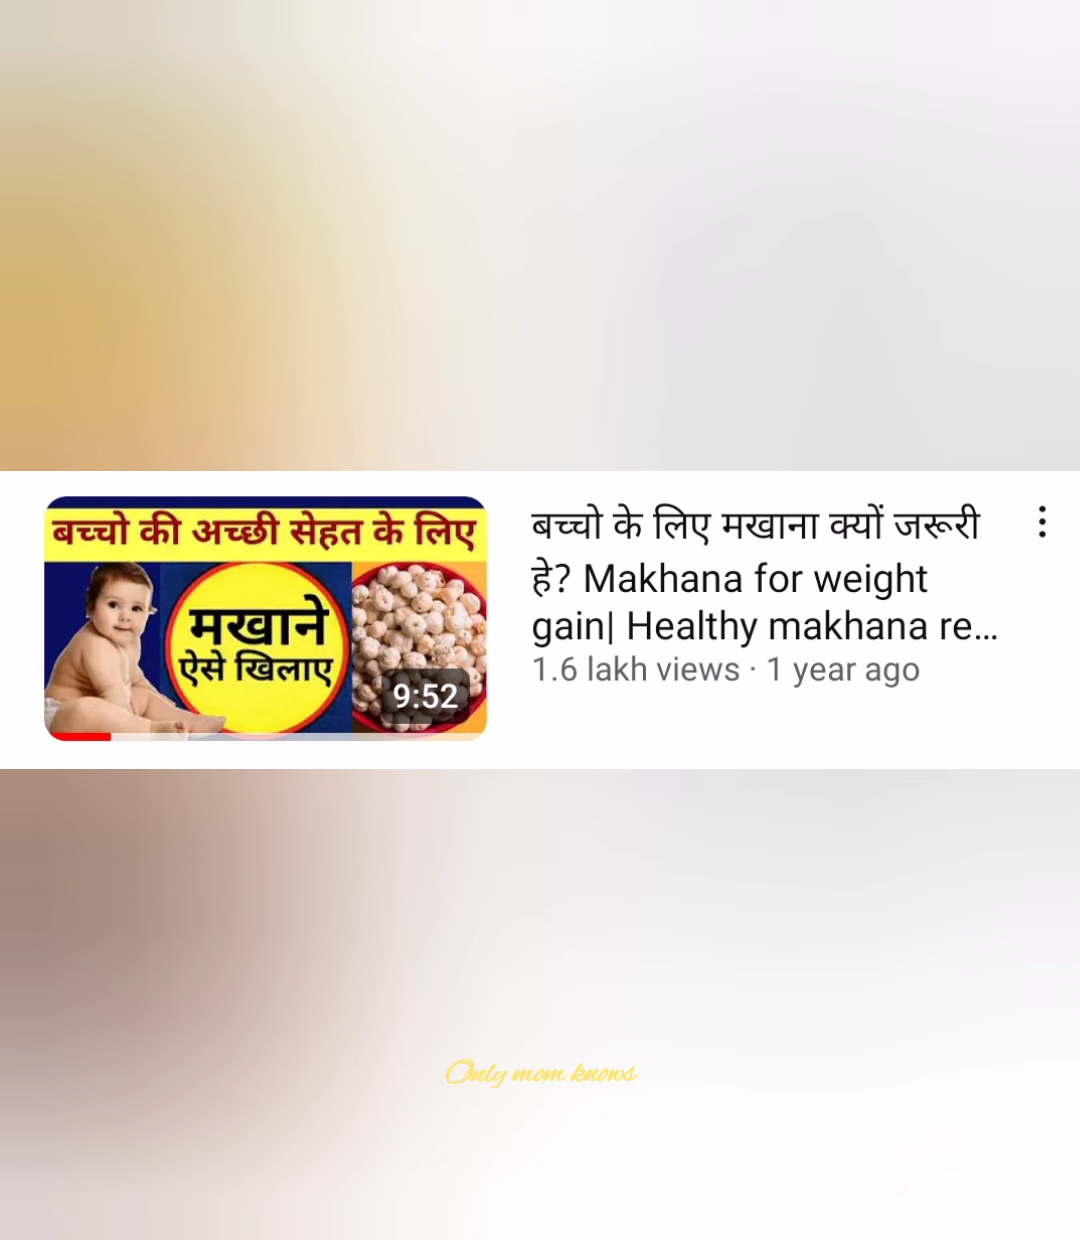 बच्चो की अच्छी सेहत के लिए
मखाने
ऐसे खिलाए
9:52
बच्चो के लिए मखाना क्यों जरूरी
हे? Makhana for weight
gain| Healthy makhana re...
1.6 lakh views · 1 year ago
Only mom knows